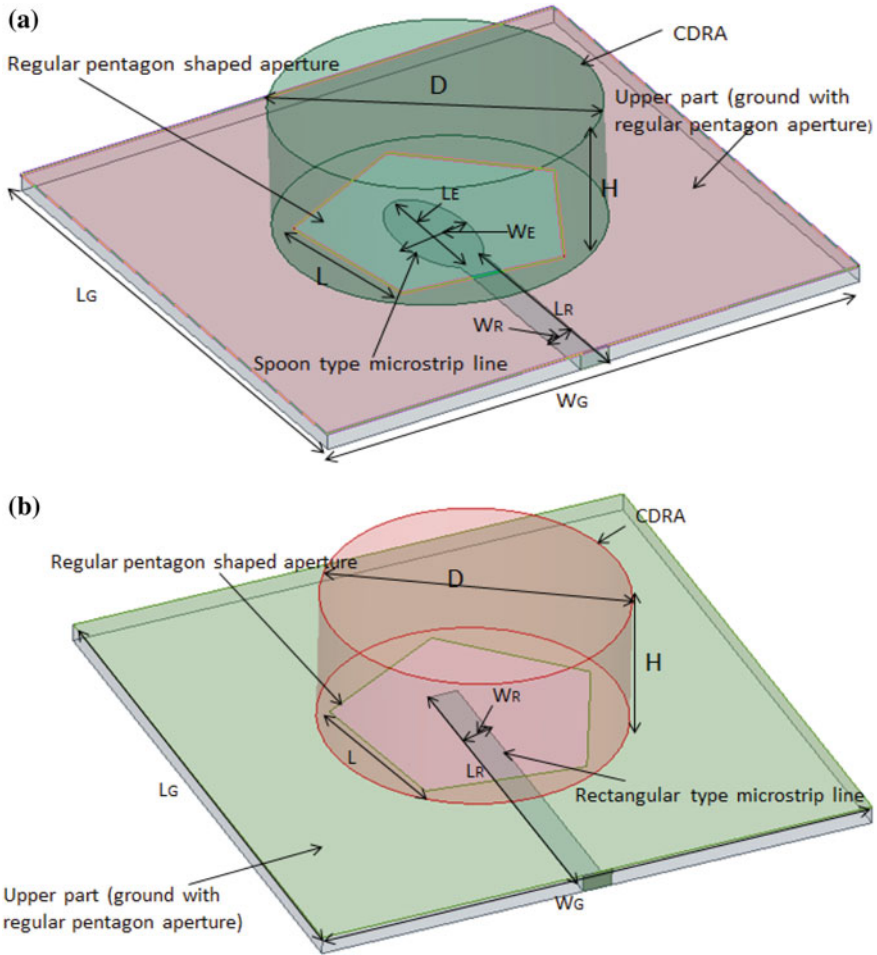 (a)
CDRA
Regular pentagon shaped aperture
D
Upper part (ground with
regular pentagon aperture)
H
LE
WE
L
LG
LR
WR
Spoon type microstrip line
WG
(b)
CDRA
Regular pentagon shaped aperture
D
H
WR
L
LR
LG
Rectangular type microstrip line
Upper part (ground with
regular pentagon aperture)
WG